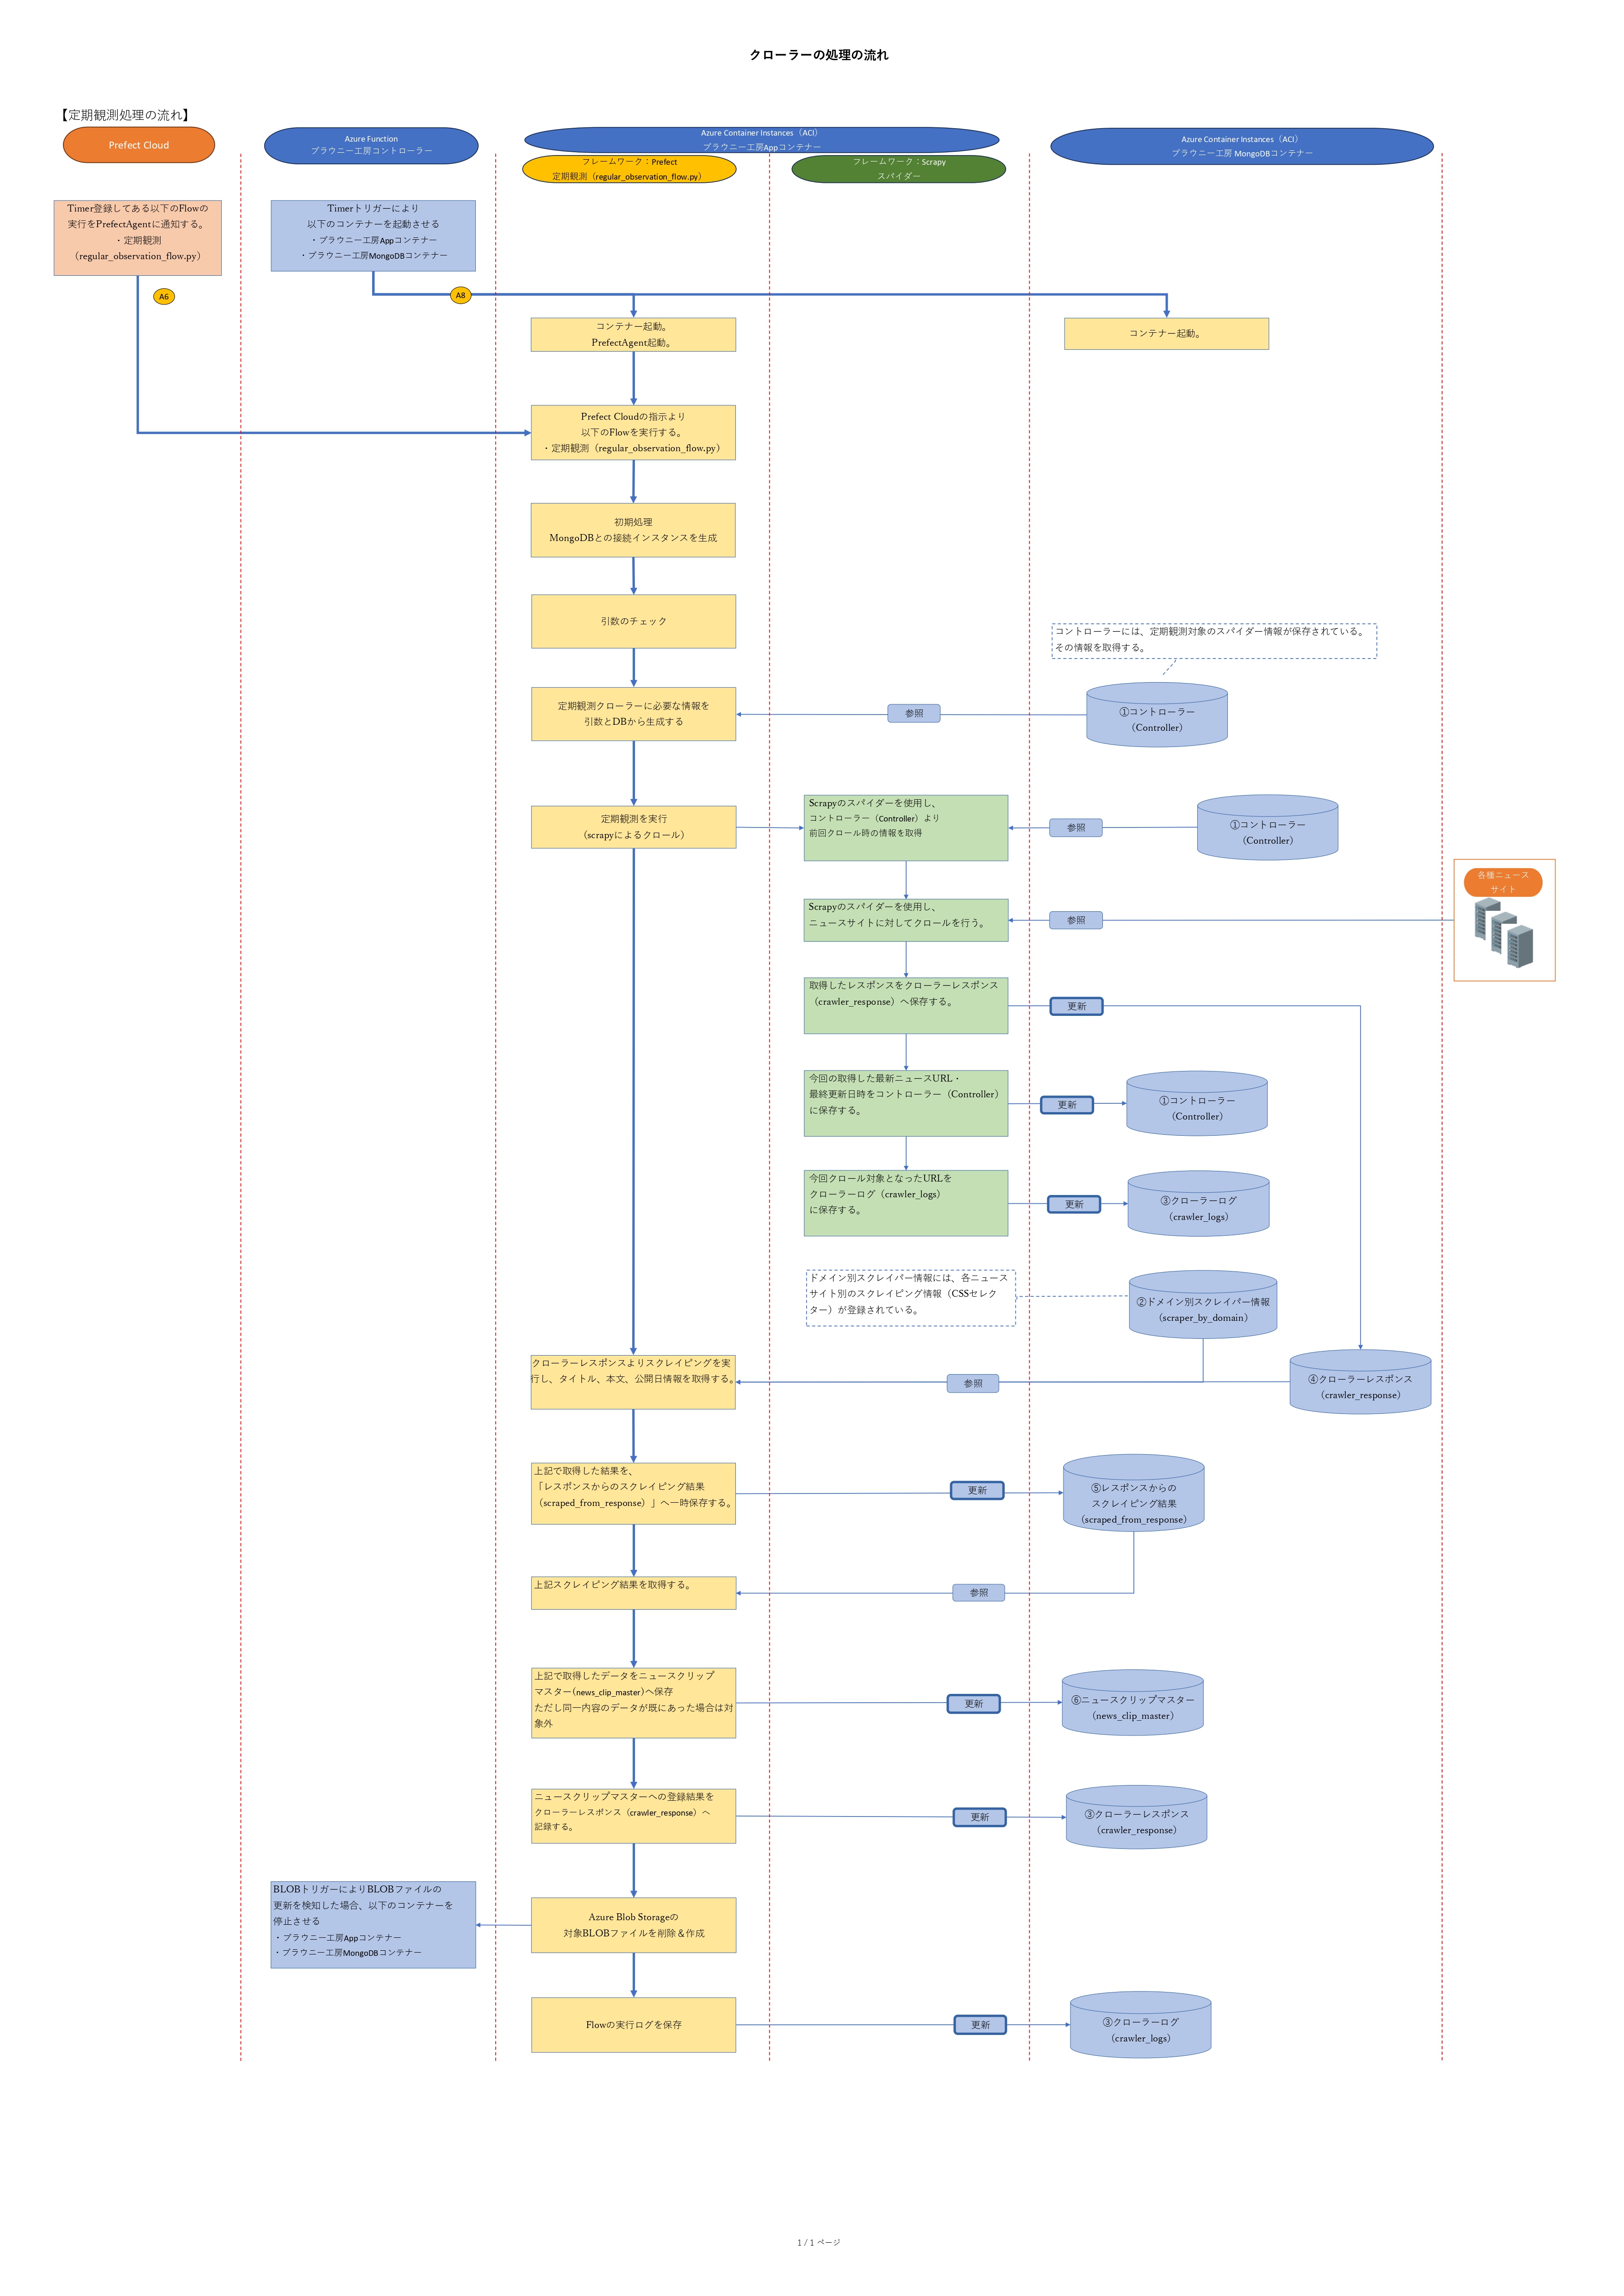 クローラーの処理の流れ
【定期観測処理の流れ】
Prefect Cloud
Azure Function
ブラウニー工房コントローラー
Azure Container Instances（ACI）
ブラウニー工房Appコンテナー
フレームワーク：Prefect
定期観測（regular_observation_flow.py）
フレームワーク：Scrapy
スパイダー
Azure Container Instances（ACI）
ブラウニー工房 MongoDBコンテナー
Timer登録してある以下のFlowの
実行をPrefectAgentに通知する。
・定期観測
（regular_observation_flow.py）
Timerトリガーにより
以下のコンテナーを起動させる
・ブラウニー工房Appコンテナー
・ブラウニー工房MongoDBコンテナー
A6
A8
コンテナー起動。
PrefectAgent起動。
コンテナー起動。
Prefect Cloudの指示より
以下のFlowを実行する。
・定期観測（regular_observation_flow.py）
初期処理
MongoDBとの接続インスタンスを生成
引数のチェック
コントローラーには、定期観測対象のスパイダー情報が保存されている。
その情報を取得する。
定期観測クローラーに必要な情報を
引数とDBから生成する
参照
①コントローラー
（Controller）
定期観測を実行
（scrapyによるクロール）
Scrapyのスパイダーを使用し、
コントローラー（Controller）より
前回クロール時の情報を取得
参照
①コントローラー
（Controller）
各種ニュース
サイト
Scrapyのスパイダーを使用し、
ニュースサイトに対してクロールを行う。
参照
取得したレスポンスをクローラーレスポンス
（crawler_response）へ保存する。
更新
今回の取得した最新ニュースURL・
最終更新日時をコントローラー（Controller）
に保存する。
更新
①コントローラー
（Controller）
今回クロール対象となったURLを
クローラーログ（crawler_logs）
に保存する。
更新
③クローラーログ
（crawler_logs）
ドメイン別スクレイパー情報には、各ニュース
サイト別のスクレイピング情報（CSSセレク
ター）が登録されている。
②ドメイン別スクレイパー情報
（scraper_by_domain）
クローラーレスポンスよりスクレイピングを実
行し、タイトル、本文、公開日情報を取得する。
参照
④クローラーレスポンス
（crawler_response）
上記で取得した結果を、
「レスポンスからのスクレイピング結果
（scraped_from_response）」へ一時保存する。
更新
⑤レスポンスからの
スクレイピング結果
（scraped_from_response）
上記スクレイピング結果を取得する。
参照
上記で取得したデータをニュースクリップ
マスター(news_clip_master)へ保存
ただし同一内容のデータが既にあった場合は対
象外
更新
⑥ニュースクリップマスター
（news_clip_master）
ニュースクリップマスターへの登録結果を
クローラーレスポンス（crawler_response）へ
記録する。
更新
③クローラーレスポンス
（crawler_response）
BLOBトリガーによりBLOBファイルの
更新を検知した場合、以下のコンテナーを
停止させる
・ブラウニー工房Appコンテナー
・ブラウニー工房MongoDBコンテナー
Azure Blob Storageの
対象BLOBファイルを削除＆作成
Flowの実行ログを保存
更新
③クローラーログ
（crawler_logs）
1 / 1 ページ